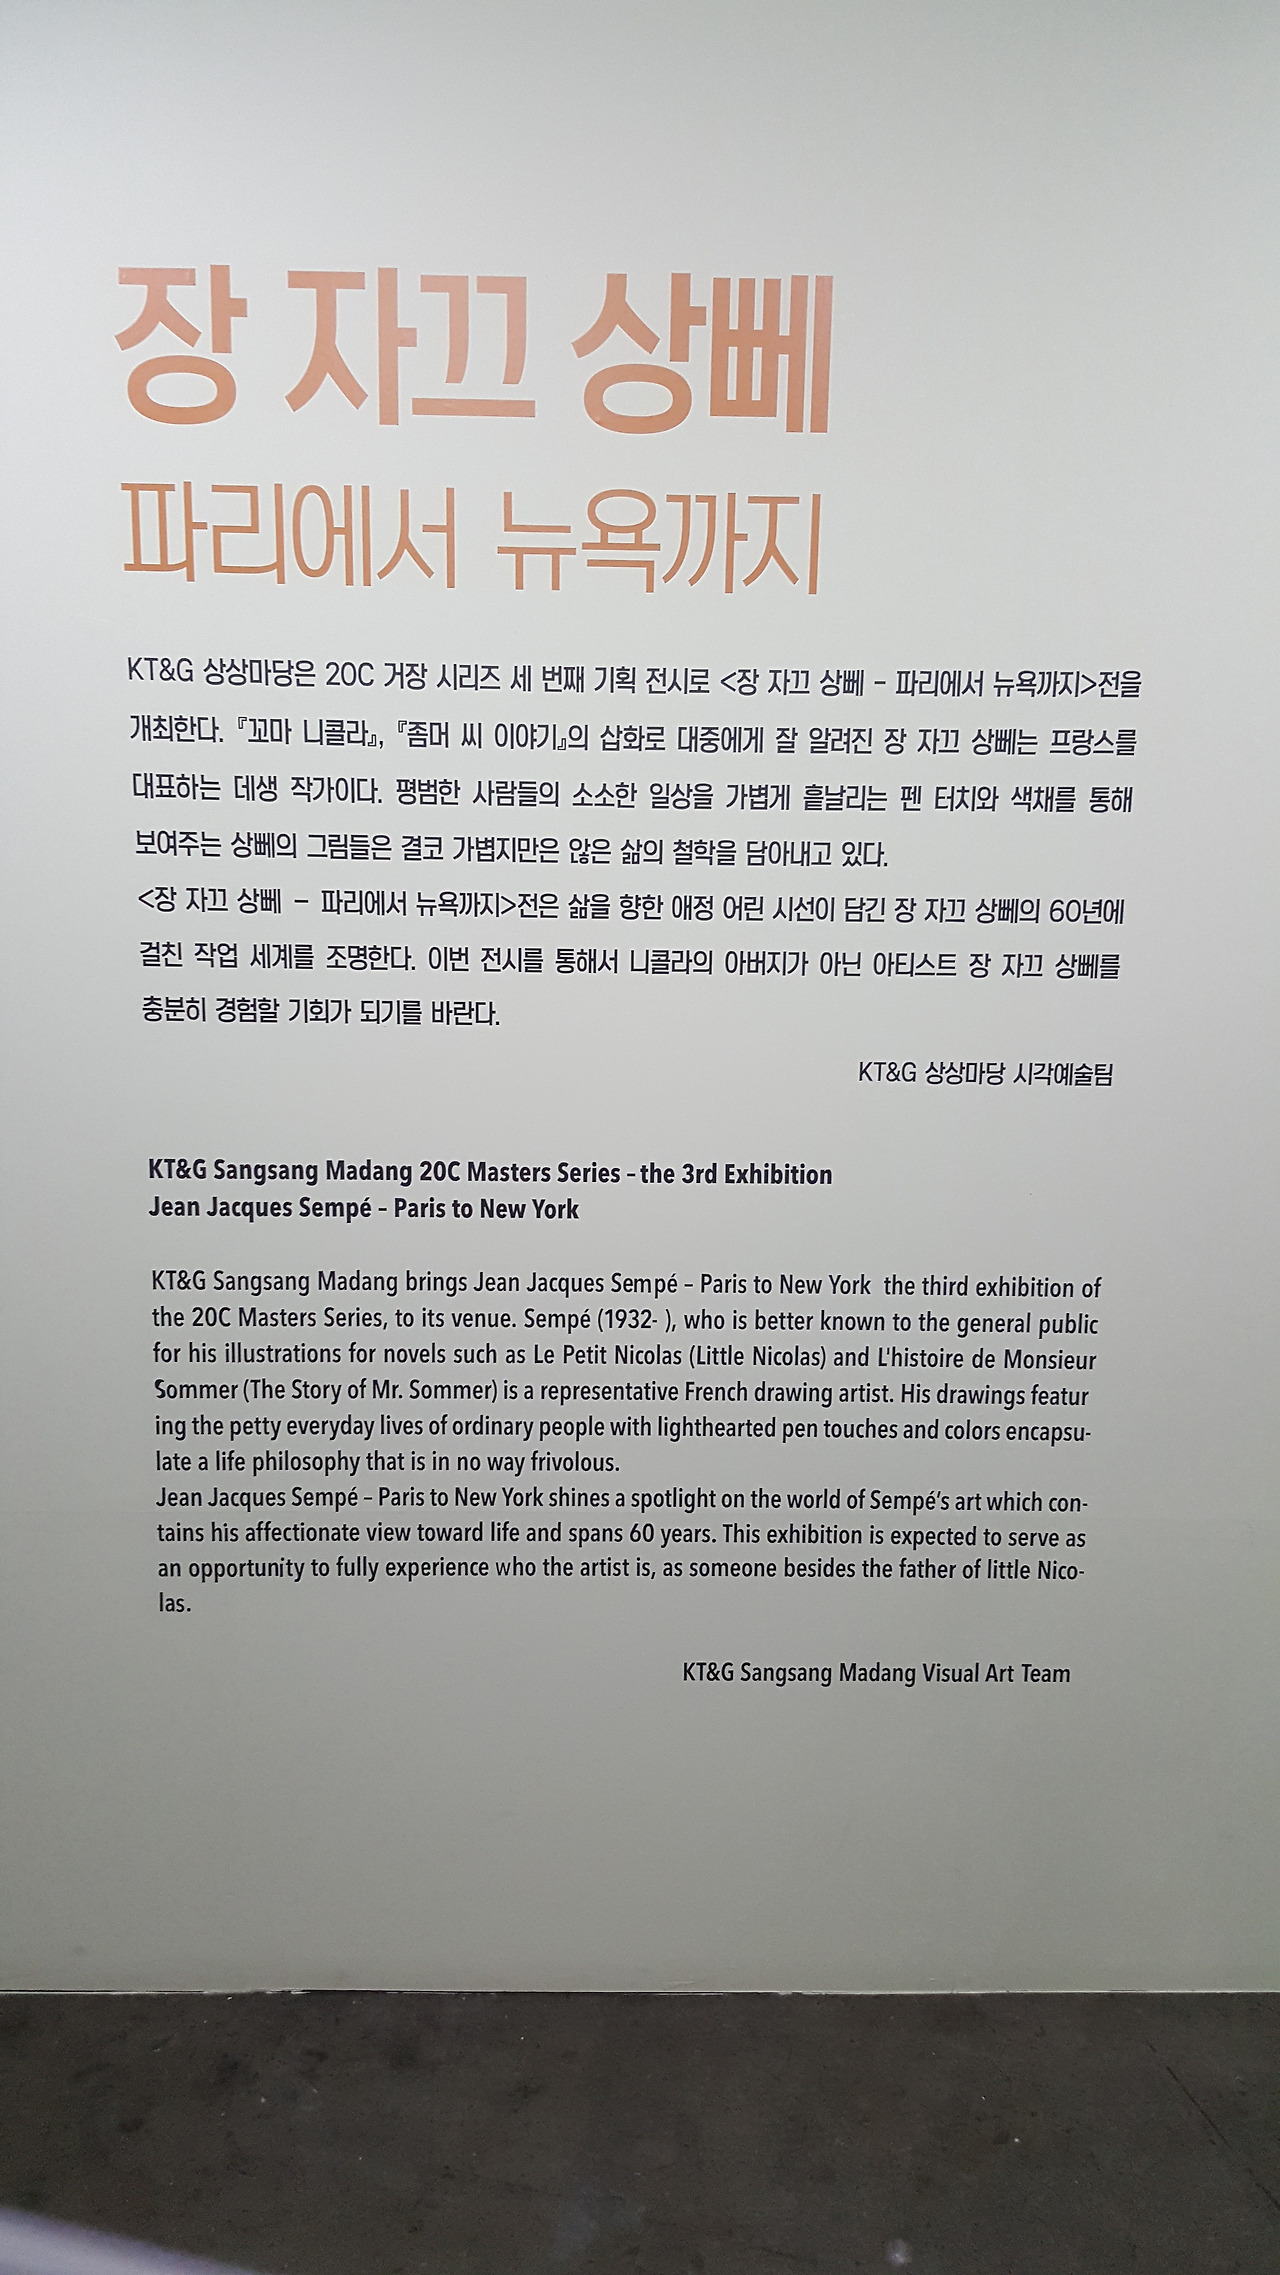 장 자끄 상뻬
파리에서 뉴욕까지
KT&G 상상마당은 20C 거장 시리즈 세 번째 기획 전시로 <장 자끄 상뻬 - 파리에서 뉴욕까지>전을
개최한다. 『꼬마 니콜라』, 『좀머 씨 이야기』의 삽화로 대중에게 잘 알려진 장 자끄 상뻬는 프랑스를
대표하는 데생 작가이다. 평범한 사람들의 소소한 일상을 가볍게 흩날리는 펜 터치와 색채를 통해
보여주는 상뻬의 그림들은 결코 가볍지만은 않은 삶의 철학을 담아내고 있다.
<장 자끄 상뻬 – 파리에서 뉴욕까지>전은 삶을 향한 애정 어린 시선이 담긴 장 자끄 상뻬의 60년에
걸친 작업 세계를 조명한다. 이번 전시를 통해서 니콜라의 아버지가 아닌 아티스트 장 자끄 상뻬를
충분히 경험할 기회가 되기를 바란다.
KT&G 상상마당 시각예술팀
KT&G Sangsang Madang 20C Masters Series – the 3rd Exhibition
Jean Jacques Sempé – Paris to New York
KT&G Sangsang Madang brings Jean Jacques Sempé – Paris to New York the third exhibition of
the 20C Masters Series, to its venue. Sempé (1932- ), who is better known to the general public
for his illustrations for novels such as Le Petit Nicolas (Little Nicolas) and L'histoire de Monsieur
Sommer (The Story of Mr. Sommer) is a representative French drawing artist. His drawings featur
ing the petty everyday lives of ordinary people with lighthearted pen touches and colors encapsu-
late a life philosophy that is in no way frivolous.
Jean Jacques Sempé – Paris to New York shines a spotlight on the world of Sempé's art which con-
tains his affectionate view toward life and spans 60 years. This exhibition is expected to serve as
an opportunity to fully experience who the artist is, as someone besides the father of little Nico-
las.
KT&G Sangsang Madang Visual Art Team